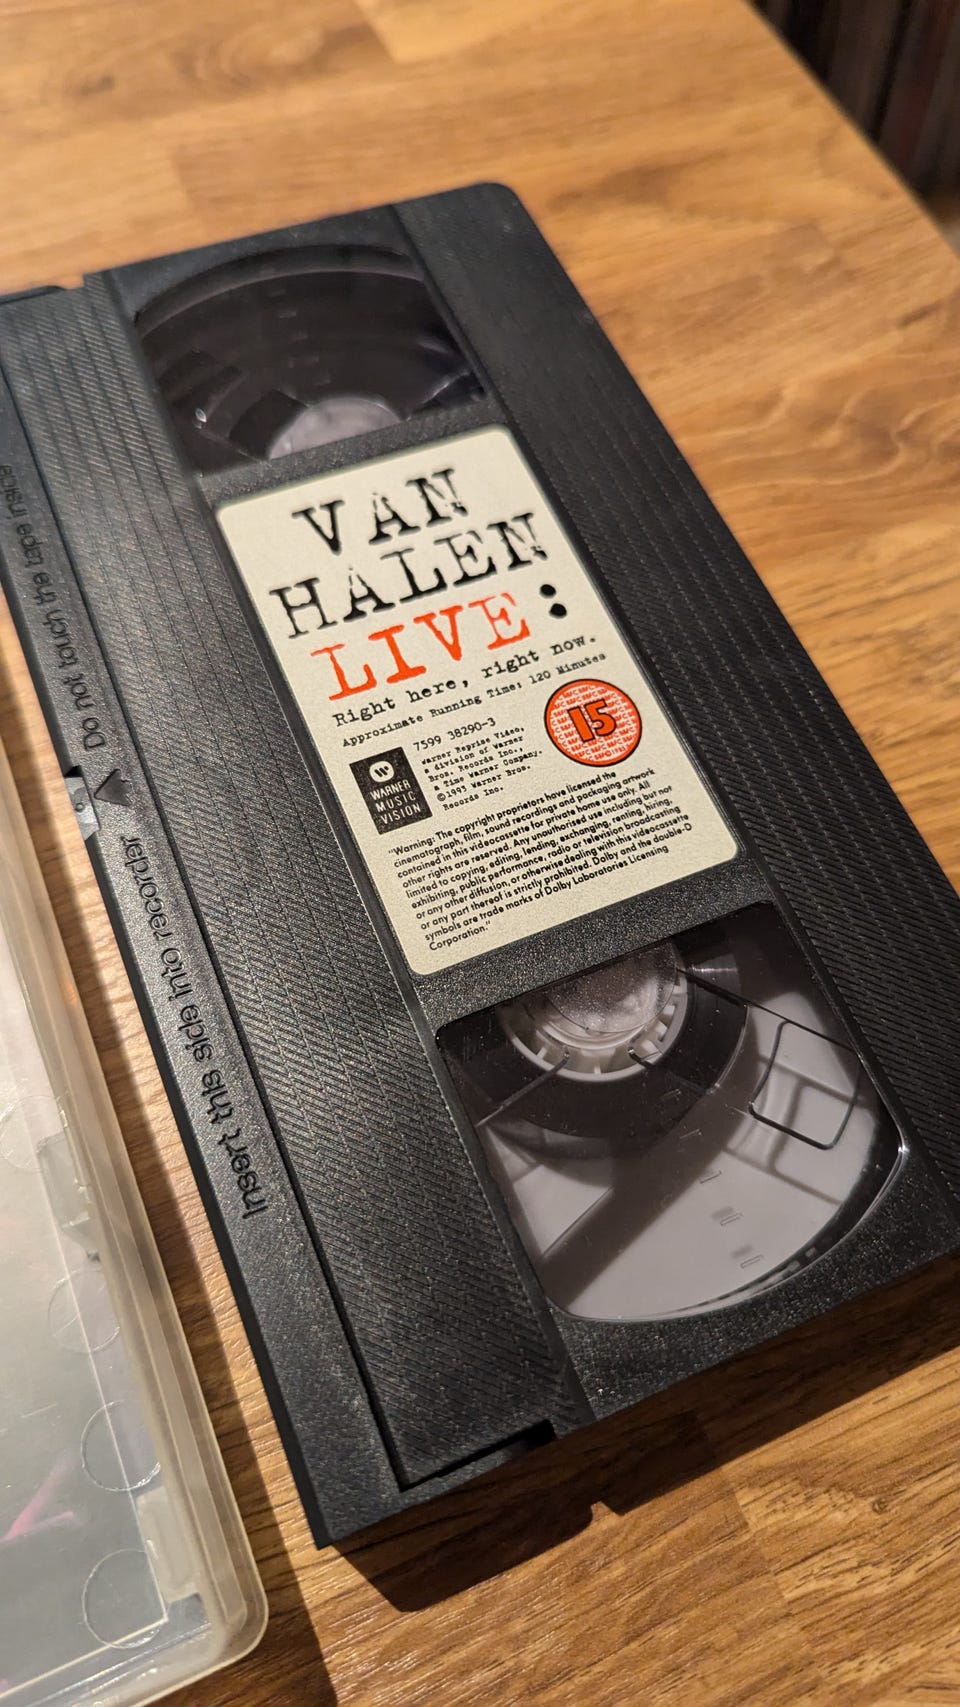 VAN
HALEN
LIVE:
Right here, right now.
Approximate Running Time: 120 Minutes
7599 38290-3
Warner Reprise Video,
a division of Warner
Bros. Records Inc.,
a Time Warner Company.
©1993 Warner Bros.
Records Inc.
WARNER
MUSIC
VISION
15
"Warning: The copyright proprietors have licensed the
cinematograph, film, sound recordings and packaging artwork
contained in this videocassette for private home use only. All
other rights are reserved. Any unauthorised use including but not
limited to copying, editing, lending, exchanging, renting, hiring,
exhibiting, public performance, radio or television broadcasting
or any other diffusion, or otherwise dealing with this videocassette
or any part thereof is strictly prohibited. Dolby and the double-D
symbols are trade marks of Dolby Laboratories Licensing
Corporation."
Insert this side into recorder
Do not touch the tape inside